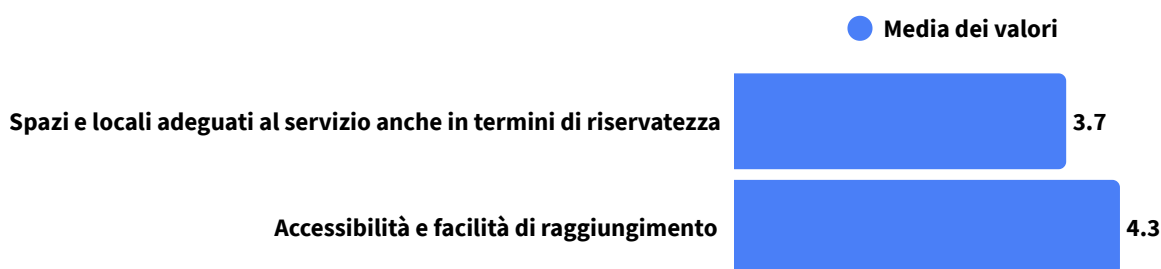 Media dei valori
Spazi e locali adeguati al servizio anche in termini di riservatezza
3.7
Accessibilità e facilità di raggiungimento
4.3